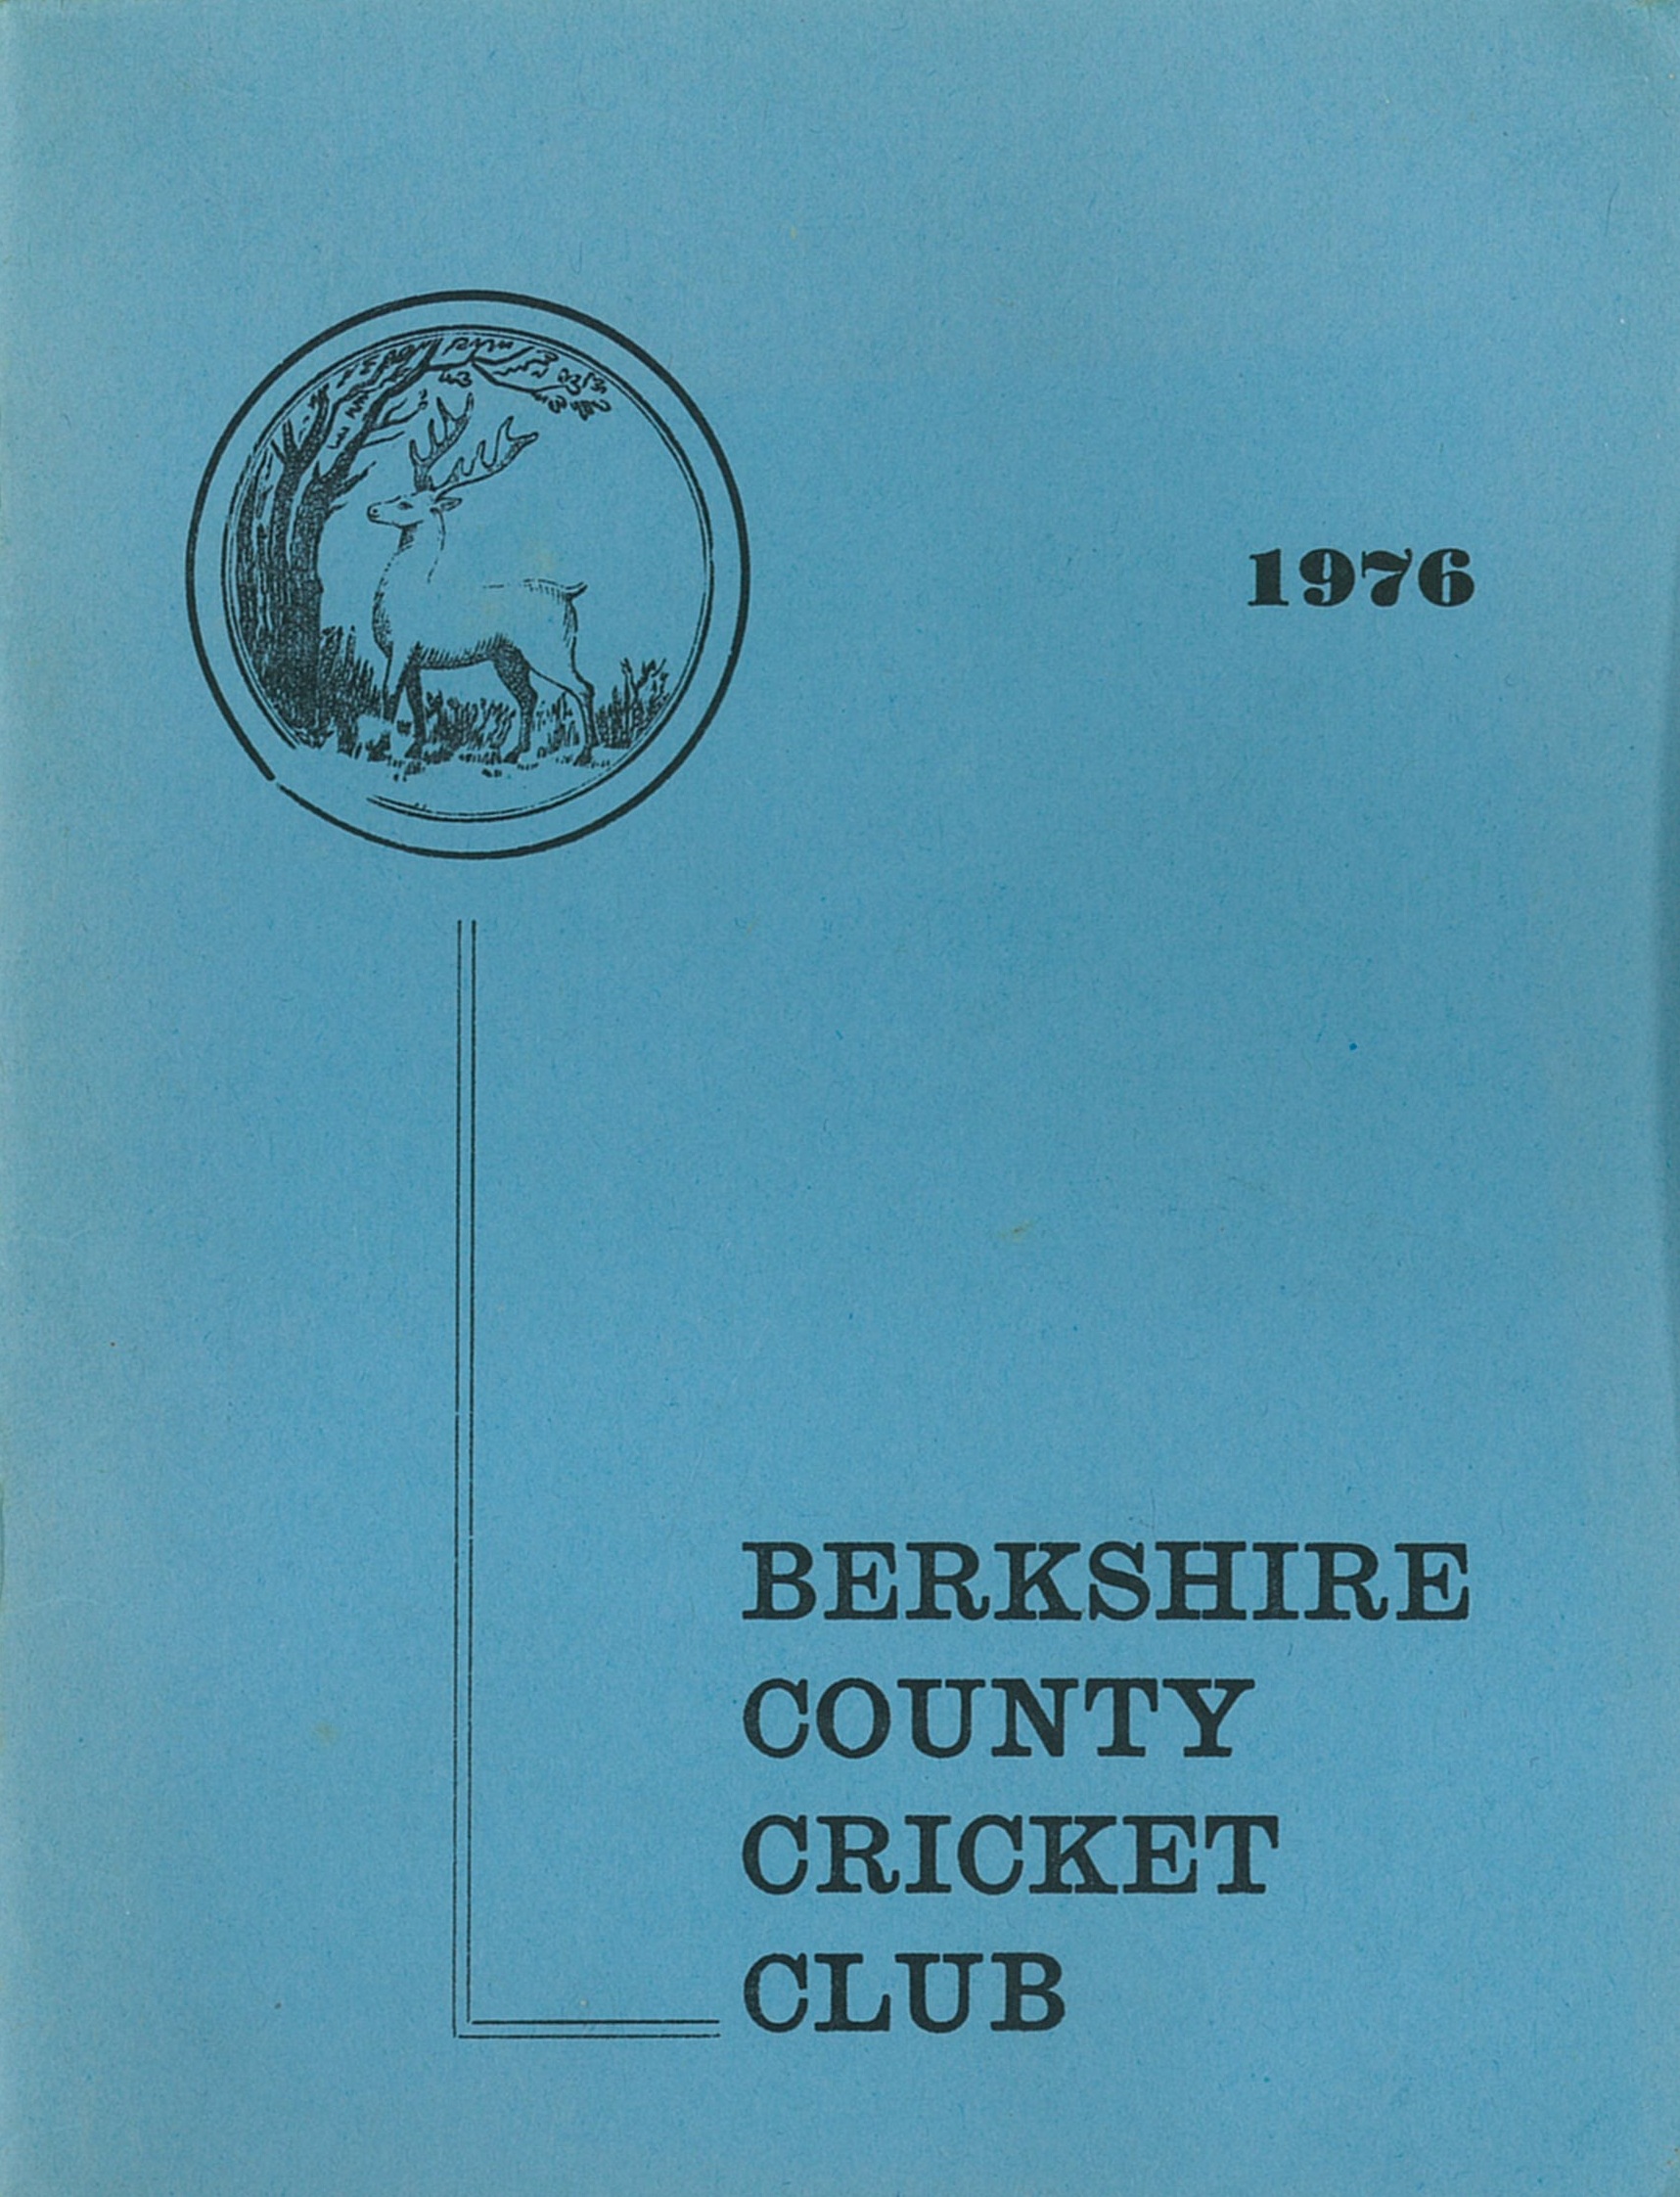 1976
BERKSHIRE
COUNTY
CRICKET
CLUB